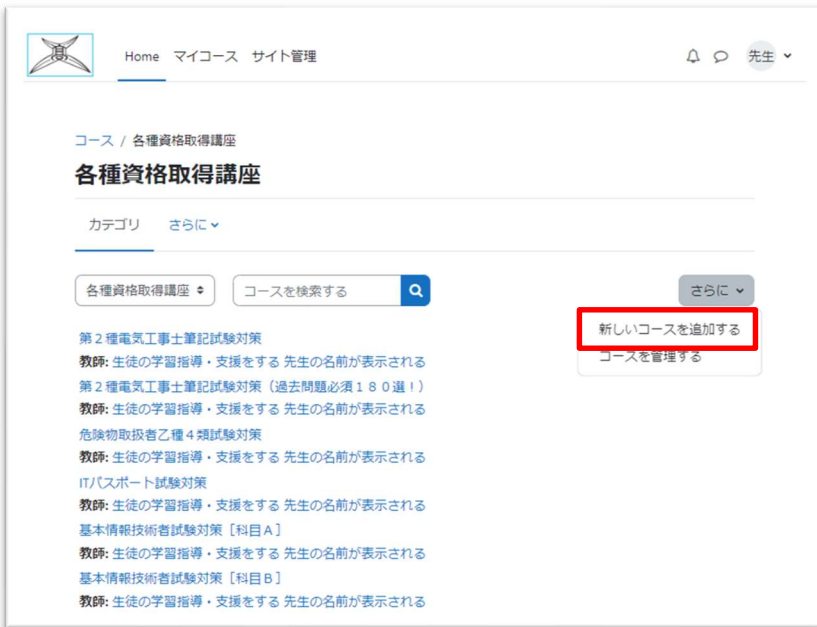 Home マイコース サイト管理 先生
コース / 各種資格取得講座
各種資格取得講座
カテゴリ さらに
各種資格取得講座 コースを検索する さらに
新しいコースを追加する
コースを管理する
第２種電気工事士筆記試験対策
教師: 生徒の学習指導・支援をする 先生の名前が表示される
第２種電気工事士筆記試験対策（過去問題必須１８０選！）
教師: 生徒の学習指導・支援をする 先生の名前が表示される
危険物取扱者乙種４類試験対策
教師: 生徒の学習指導・支援をする 先生の名前が表示される
ITパスポート試験対策
教師: 生徒の学習指導・支援をする 先生の名前が表示される
基本情報技術者試験対策［科目Ａ］
教師: 生徒の学習指導・支援をする 先生の名前が表示される
基本情報技術者試験対策［科目Ｂ］
教師: 生徒の学習指導・支援をする 先生の名前が表示される